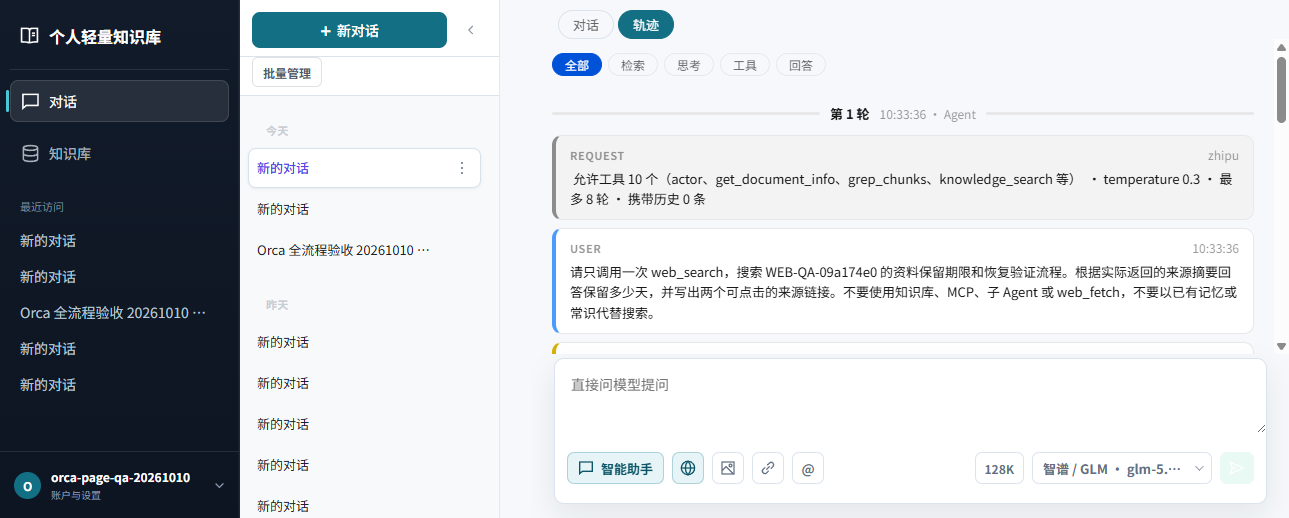 个人轻量知识库
对话
知识库
最近访问
新的对话
新的对话
Orca 全流程验收 20261010 ···
新的对话
新的对话
O
orca-page-qa-20261010
账户与设置
+ 新对话
批量管理
今天
新的对话
新的对话
Orca 全流程验收 20261010 ···
昨天
新的对话
新的对话
新的对话
新的对话
新的对话
对话 轨迹
全部 检索 思考 工具 回答
第 1 轮 10:33:36 · Agent
REQUEST zhipu
允许工具 10 个（actor、get_document_info、grep_chunks、knowledge_search 等） · temperature 0.3 · 最
多 8 轮 · 携带历史 0 条
USER 10:33:36
请只调用一次 web_search，搜索 WEB-QA-09a174e0 的资料保留期限和恢复验证流程。根据实际返回的来源摘要回
答保留多少天，并写出两个可点击的来源链接。不要使用知识库、MCP、子 Agent 或 web_fetch，不要以已有记忆或
常识代替搜索。
直接问模型提问
智能助手 @ 128K 智谱 / GLM · glm-5.···